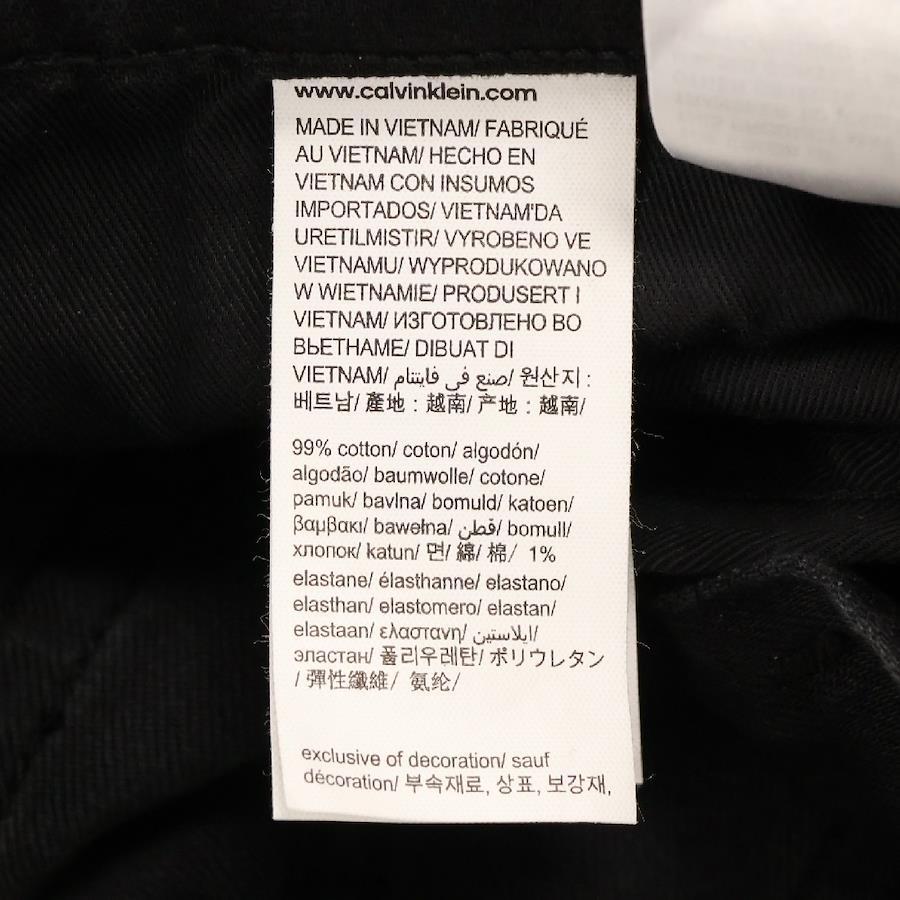 www.calvinklein.com
MADE IN VIETNAM/ FABRIQUÉ
AU VIETNAM/ HECHO EN
VIETNAM CON INSUMOS
IMPORTADOS/ VIETNAM'DA
URETILMISTIR/ VYROBENO VE
VIETNAMU/ WYPRODUKOWANO
W WIETNAMIE/ PRODUSERT I
VIETNAM/ ИЗГОТОВЛЕНО ВО
ВЬЕТНАМЕ/ DIBUAT DI
VIETNAM/ صنع في فايتنام/ 원산지 :
베트남/ 產地 : 越南/ 产地 : 越南/
99% cotton/ coton/ algodón/
algodão/ baumwolle/ cotone/
pamuk/ bavlna/ bomuld/ katoen/
βαμβακι/ bawełna/ قطن/ bomull/
хлопок/ katun/ 면/ 綿/ 棉/ 1%
elastane/ élasthanne/ elastano/
elasthan/ elastomero/ elastan/
elastaan/ ελαστανη/ ايلاستين/
эластан/ 폴리우레탄/ ポリウレタン
/ 彈性纖維/ 氨纶/
exclusive of decoration/ sauf
décoration/ 부속재료, 상표, 보강재,